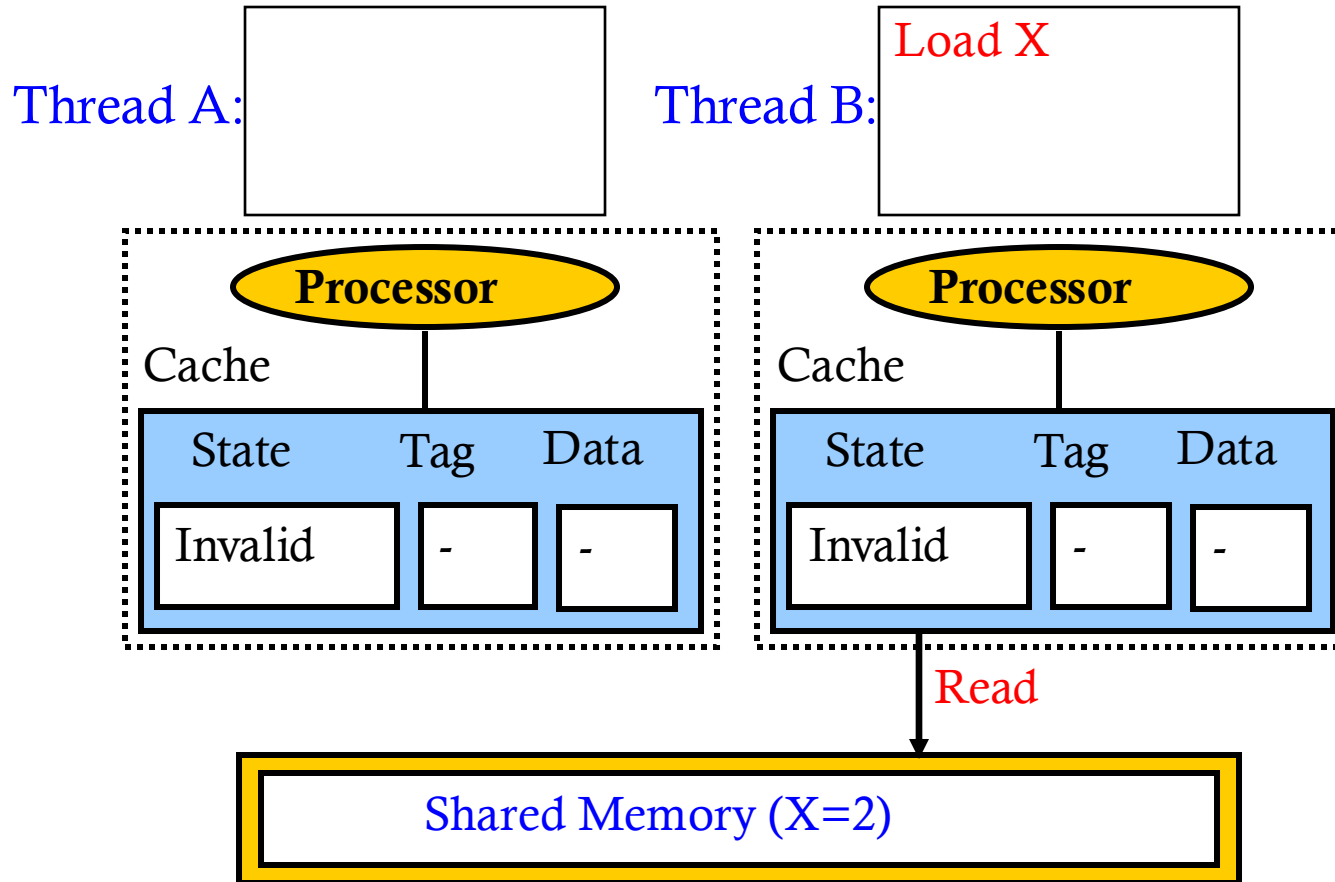 Thread A:
Thread B:
Load X
Processor
Processor
Cache
Cache
State Tag Data
State Tag Data
Invalid - -
Invalid - -
Read
Shared Memory (X=2)